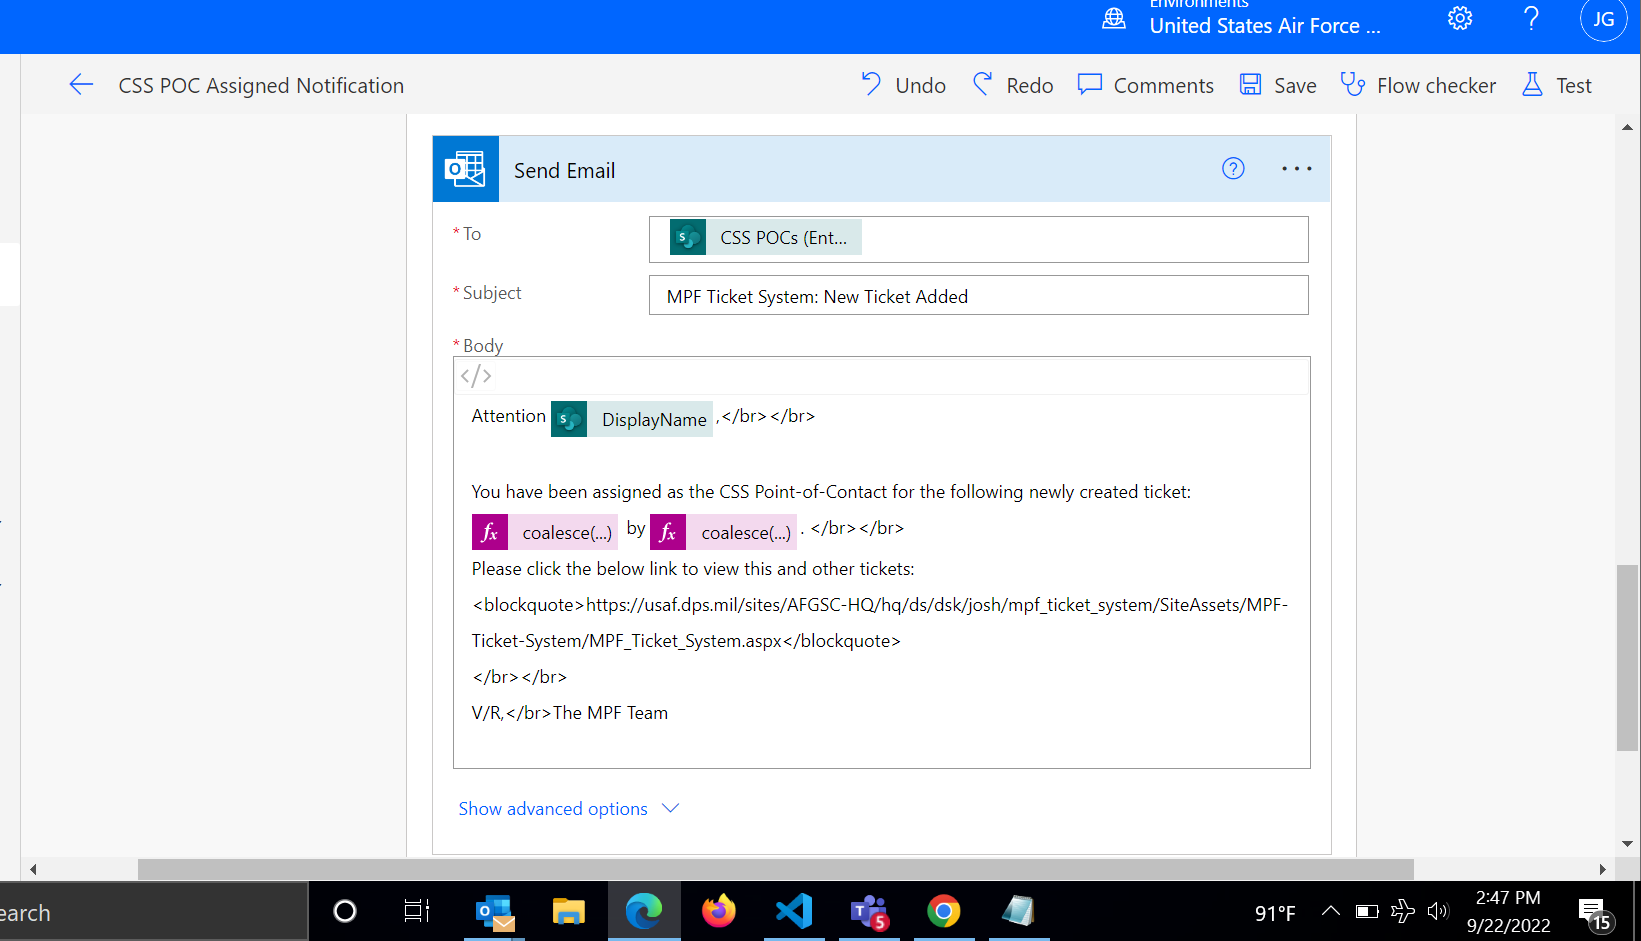 Environments
United States Air Force ...
JG
CSS POC Assigned Notification
Undo
Redo
Comments
Save
Flow checker
Test
Send Email
* To
CSS POCs (Ent...
* Subject
MPF Ticket System: New Ticket Added
* Body
</>
Attention DisplayName ,</br></br>
You have been assigned as the CSS Point-of-Contact for the following newly created ticket:
fx coalesce(...) by fx coalesce(...) . </br></br>
Please click the below link to view this and other tickets:
<blockquote>https://usaf.dps.mil/sites/AFGSC-HQ/hq/ds/dsk/josh/mpf_ticket_system/SiteAssets/MPF-
Ticket-System/MPF_Ticket_System.aspx</blockquote>
</br></br>
V/R,</br>The MPF Team
Show advanced options
earch
5
91°F
2:47 PM
9/22/2022
15